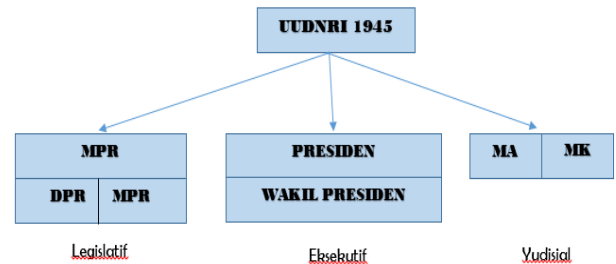 UUDNRI 1945
MPR
PRESIDEN
MA MK
DPR MPR
WAKIL PRESIDEN
Legislatif
Eksekutif
Yudisial